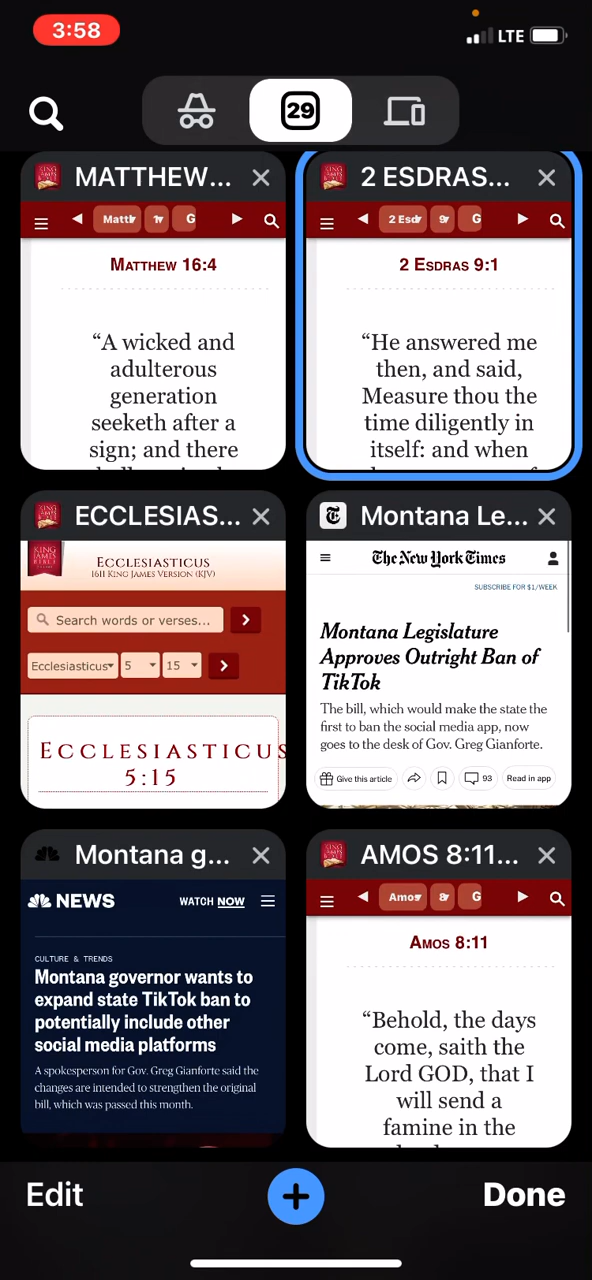 3:58
LTE
29
MATTHEW...
2 ESDRAS...
Matth
1
G
2 Esdr
9
G
MATTHEW 16:4
2 ESDRAS 9:1
“A wicked and
adulterous
generation
seeketh after a
sign; and there
“He answered me
then, and said,
Measure thou the
time diligently in
itself: and when
ECCLESIAS...
Montana Le...
KING
JAMES
BIBLE
ECCLESIASTICUS
1611 KING JAMES VERSION (KJV)
Search words or verses...
Ecclesiasticus
5
15
ECCLESIASTICUS
5:15
The New York Times
SUBSCRIBE FOR $1/WEEK
Montana Legislature
Approves Outright Ban of
TikTok
The bill, which would make the state the
first to ban the social media app, now
goes to the desk of Gov. Greg Gianforte.
Give this article
93
Read in app
Montana g...
AMOS 8:11...
NEWS
WATCH NOW
CULTURE & TRENDS
Montana governor wants to
expand state TikTok ban to
potentially include other
social media platforms
A spokesperson for Gov. Greg Gianforte said the
changes are intended to strengthen the original
bill, which was passed this month.
Amos
8
G
AMOS 8:11
“Behold, the days
come, saith the
Lord GOD, that I
will send a
famine in the
Edit
Done